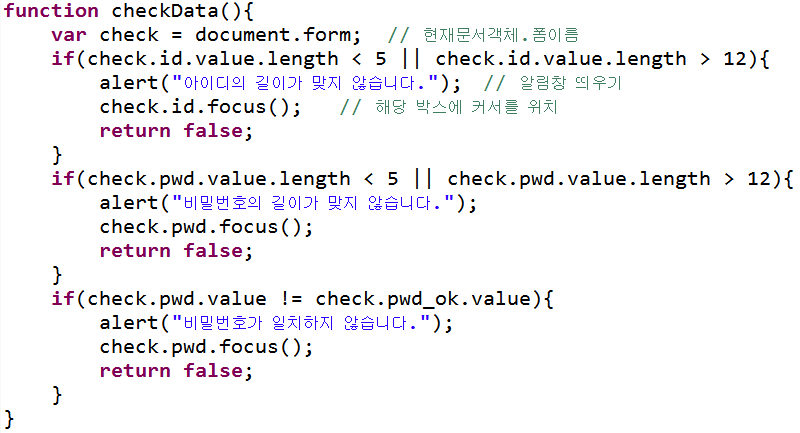 function checkData(){
    var check = document.form;  // 현재문서객체.폼이름
    if(check.id.value.length < 5 || check.id.value.length > 12){
        alert("아이디의 길이가 맞지 않습니다.");  // 알림창 띄우기
        check.id.focus();   // 해당 박스에 커서를 위치
        return false;
    }
    if(check.pwd.value.length < 5 || check.pwd.value.length > 12){
        alert("비밀번호의 길이가 맞지 않습니다.");
        check.pwd.focus();
        return false;
    }
    if(check.pwd.value != check.pwd_ok.value){
        alert("비밀번호가 일치하지 않습니다.");
        check.pwd.focus();
        return false;
    }
}